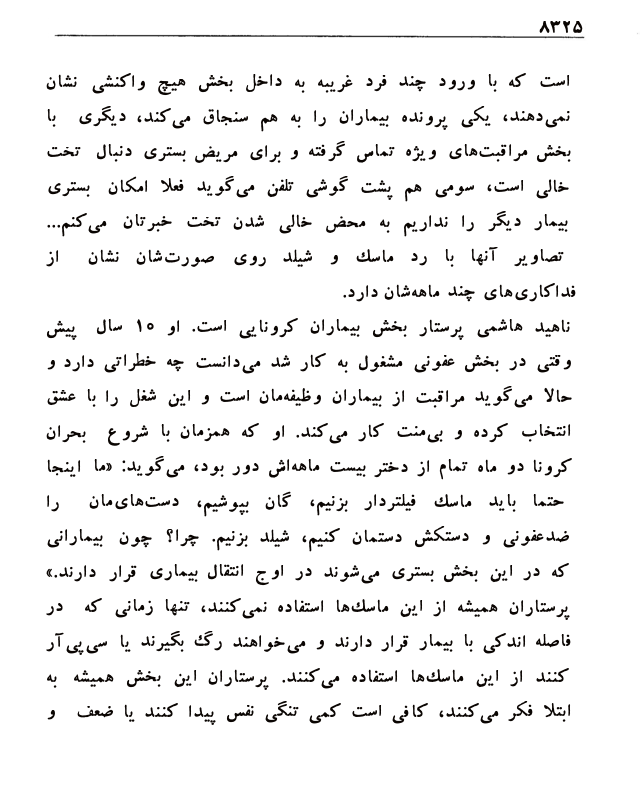 ۸۳۲۵
است که با ورود چند فرد غریبه به داخل بخش هیچ واکنشی نشان
نمی‌دهند، یکی پرونده بیماران را به هم سنجاق می‌کند، دیگری با
بخش مراقبت‌های ویژه تماس گرفته و برای مریض بستری دنبال تخت
خالی است، سومی هم پشت گوشی تلفن می‌گوید فعلا امکان بستری
بیمار دیگر را نداریم به محض خالی شدن تخت خبرتان می‌کنم...
تصاویر آنها با رد ماسک و شیلد روی صورت‌شان نشان از
فداکاری‌های چند ماهه‌شان دارد.
ناهید هاشمی پرستار بخش بیماران کرونایی است. او ۱۰ سال پیش
وقتی در بخش عفونی مشغول به کار شد می‌دانست چه خطراتی دارد و
حالا می‌گوید مراقبت از بیماران وظیفه‌مان است و این شغل را با عشق
انتخاب کرده و بی‌منت کار می‌کند. او که همزمان با شروع بحران
کرونا دو ماه تمام از دختر بیست ماهه‌اش دور بود، می‌گوید: «ما اینجا
حتما باید ماسک فیلتردار بزنیم، گان بپوشیم، دست‌های‌مان را
ضدعفونی و دستکش دستمان کنیم، شیلد بزنیم. چرا؟ چون بیمارانی
که در این بخش بستری می‌شوند در اوج انتقال بیماری قرار دارند.»
پرستاران همیشه از این ماسک‌ها استفاده نمی‌کنند، تنها زمانی که در
فاصله اندکی با بیمار قرار دارند و می‌خواهند رگ بگیرند یا سی‌پی‌آر
کنند از این ماسک‌ها استفاده می‌کنند. پرستاران این بخش همیشه به
ابتلا فکر می‌کنند، کافی است کمی تنگی نفس پیدا کنند یا ضعف و